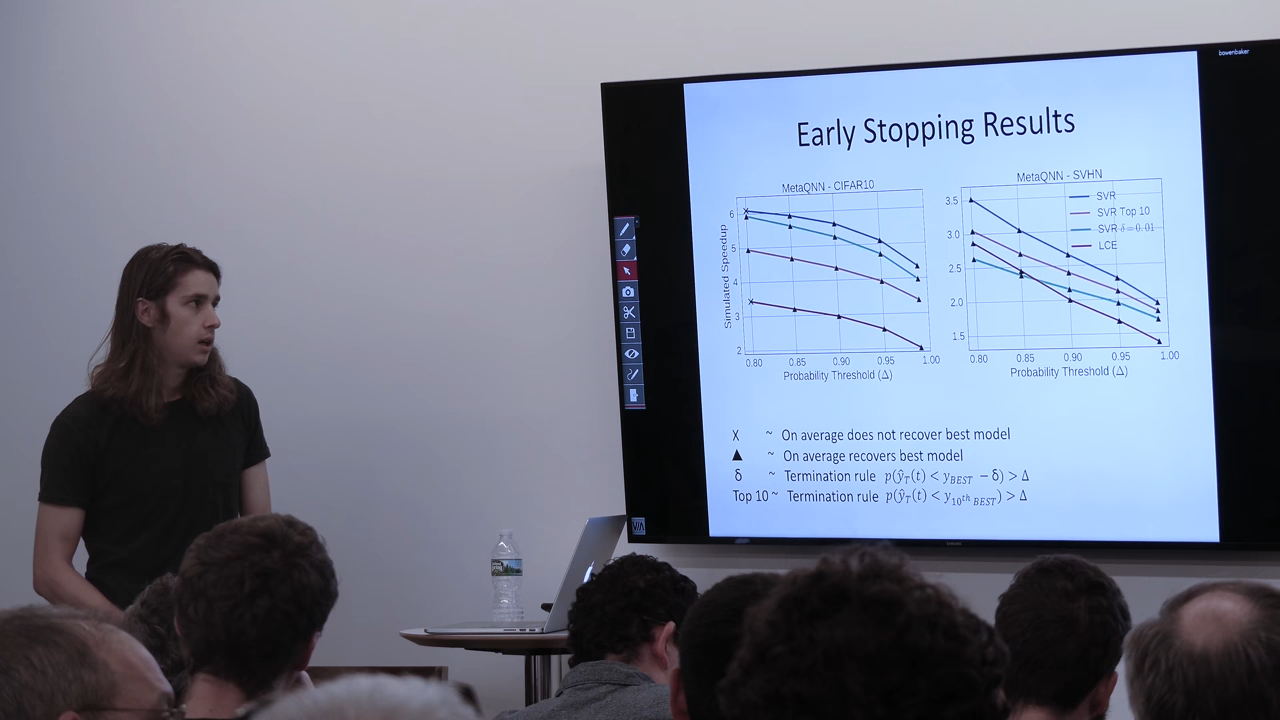 bowenbaker
Early Stopping Results
MetaQNN - CIFAR10
Simulated Speedup
6
5
4
3
2
0.80 0.85 0.90 0.95 1.00
Probability Threshold (Δ)
MetaQNN - SVHN
3.5
3.0
2.5
2.0
1.5
SVR
SVR Top 10
SVR δ = 0.01
LCE
0.80 0.85 0.90 0.95 1.00
Probability Threshold (Δ)
X ~ On average does not recover best model
▲ ~ On average recovers best model
δ ~ Termination rule p(ŷ_T(t) < y_BEST − δ) > Δ
Top 10 ~ Termination rule p(ŷ_T(t) < y_10th BEST) > Δ
VIA